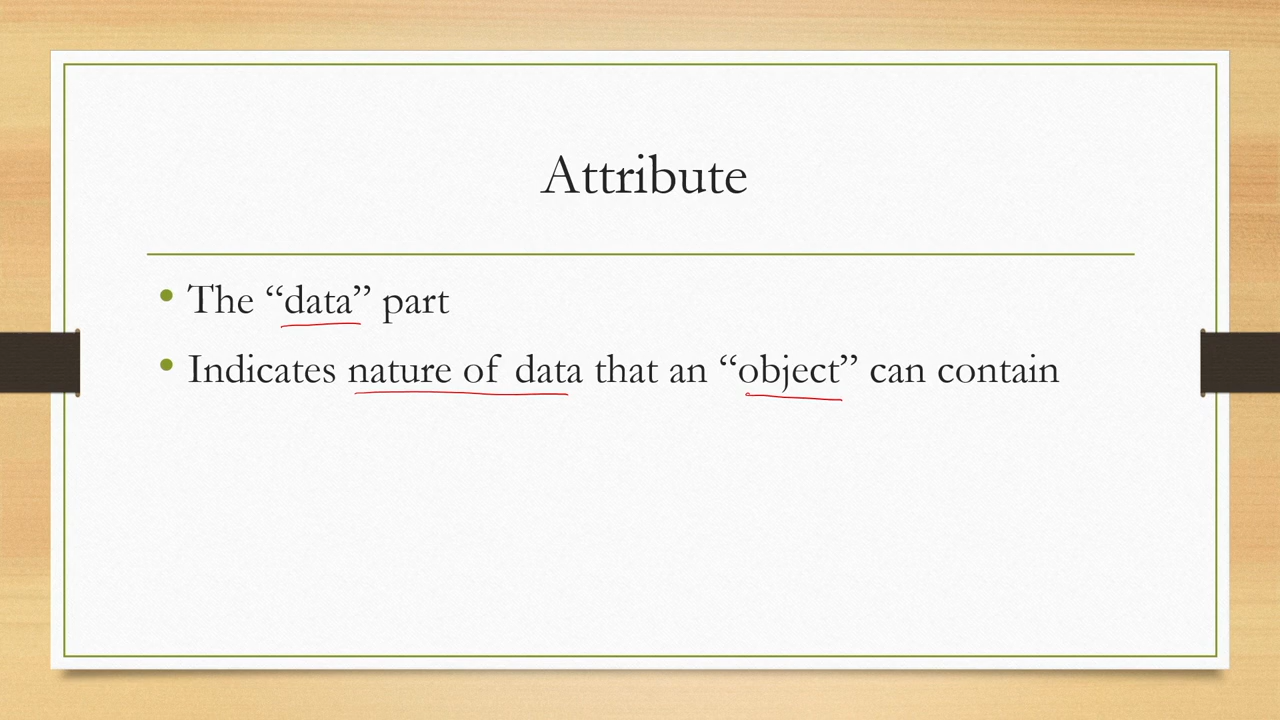 Attribute
• The “data” part
• Indicates nature of data that an “object” can contain